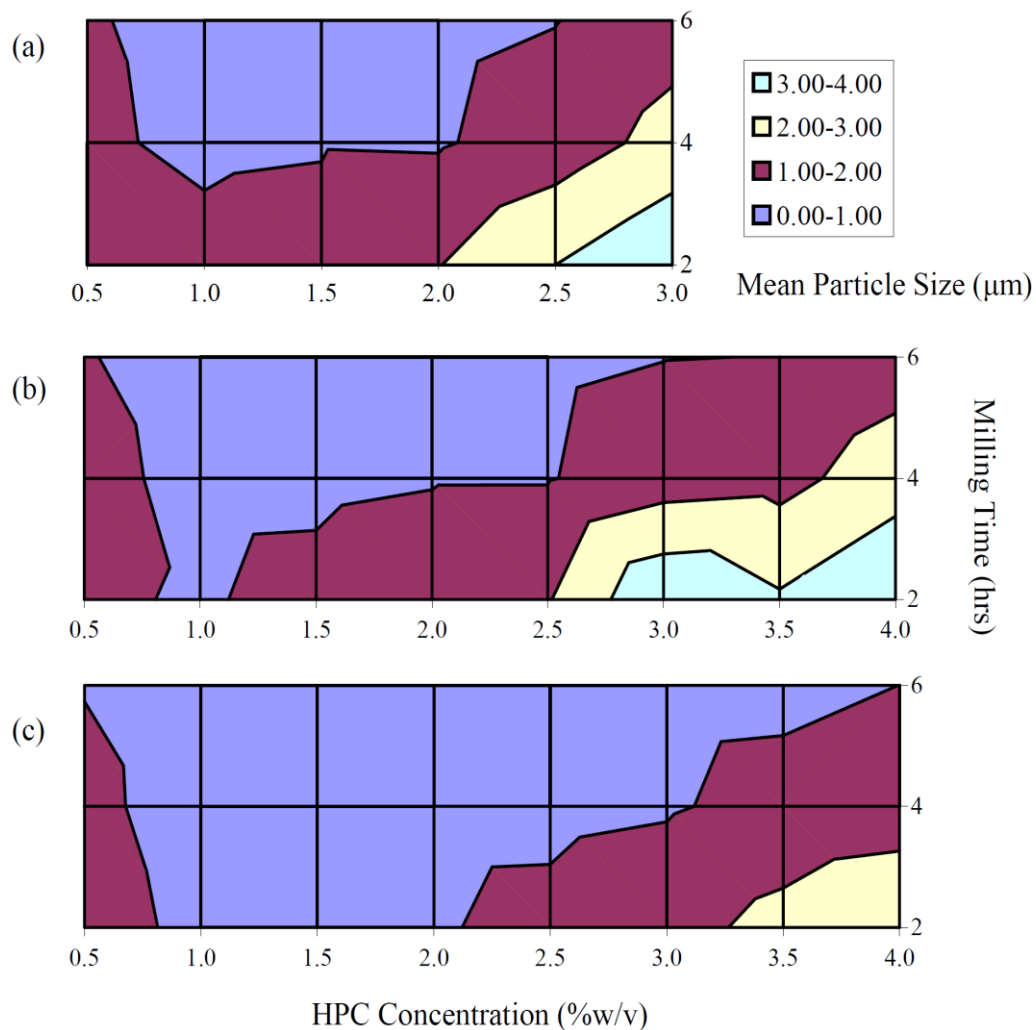 (a)
6
4
2
0.5 1.0 1.5 2.0 2.5 3.0
3.00-4.00
2.00-3.00
1.00-2.00
0.00-1.00
Mean Particle Size (μm)
(b)
6
4
2
0.5 1.0 1.5 2.0 2.5 3.0 3.5 4.0
Milling Time (hrs)
(c)
6
4
2
0.5 1.0 1.5 2.0 2.5 3.0 3.5 4.0
HPC Concentration (%w/v)